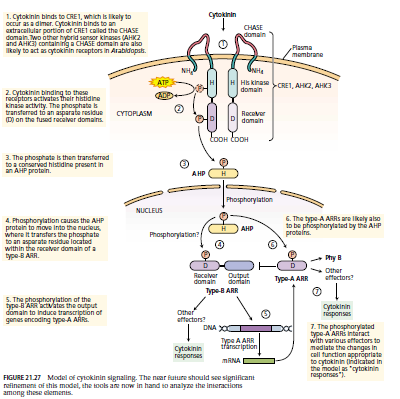 1. Cytokinin binds to CRE1, which is likely to
occur as a dimer. Cytokinin binds to an
extracellular portion of CRE1 called the CHASE
domain. Two other hybrid sensor kinases (AHK2
and AHK3) containing a CHASE domain are also
likely to act as cytokinin receptors in Arabidopsis.
2. Cytokinin binding to these
receptors activates their histidine
kinase activity. The phosphate is
transferred to an asparate residue
(D) on the fused receiver domains.
3. The phosphate is then transferred
to a conserved histidine present in
an AHP protein.
4. Phosphorylation causes the AHP
protein to move into the nucleus,
where it transfers the phosphate
to an asparate residue located
within the receiver domain of a
type-B ARR.
5. The phosphorylation of the
type-B ARR activates the output
domain to induce transcription of
genes encoding type-A ARRs.
Cytokinin
CHASE
domain
1
Plasma
membrane
NH₂
NH₂
ATP
ADP
P
H
H
His kinase
domain
CRE1, AHK2, AHK3
2
CYTOPLASM
P
D
D
Receiver
domain
COOH COOH
3
P
AHP
H
Phosphorylation
NUCLEUS
P
H
AHP
Phosphorylation?
4
6
6. The type-A ARRs are likely also
to be phosphorylated by the AHP
proteins.
P
D
Receiver
domain
Output
domain
Type-B ARR
P
D
Type-A ARR
Phy B
Other
effectors?
7
Cytokinin
responses
Other
effectors?
Cytokinin
responses
5
DNA
Type A ARR
transcription
mRNA
7. The phosphorylated
type-A ARRs interact
with various effectors to
mediate the changes in
cell function appropriate
to cytokinin (indicated
in the model as "cytokinin
responses").
FIGURE 21.27 Model of cytokinin signaling. The near future should see significant
refinement of this model, the tools are now in hand to analyze the interactions
among these elements.